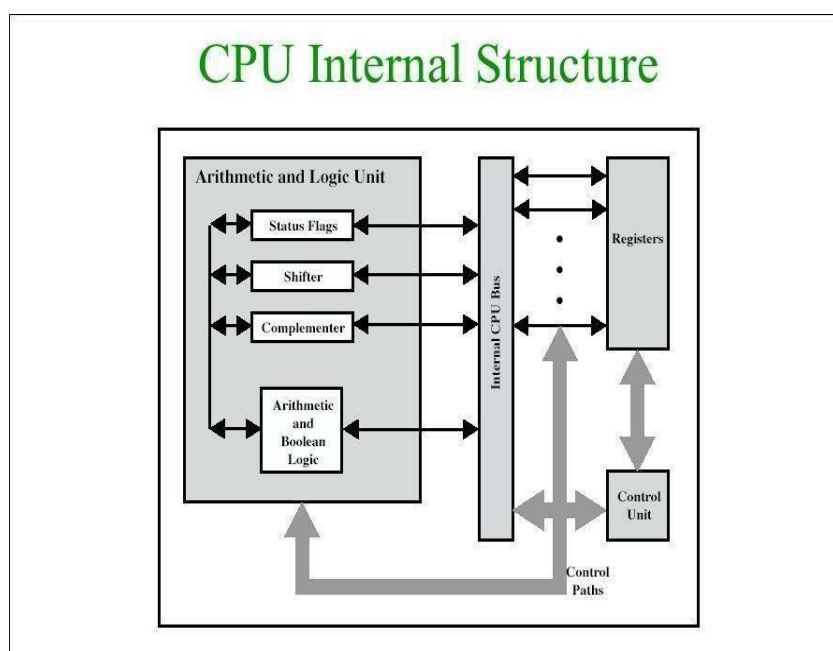 CPU Internal Structure
Arithmetic and Logic Unit
Status Flags
Shifter
Complementer
Arithmetic
and
Boolean
Logic
Internal CPU Bus
Registers
Control
Unit
Control
Paths